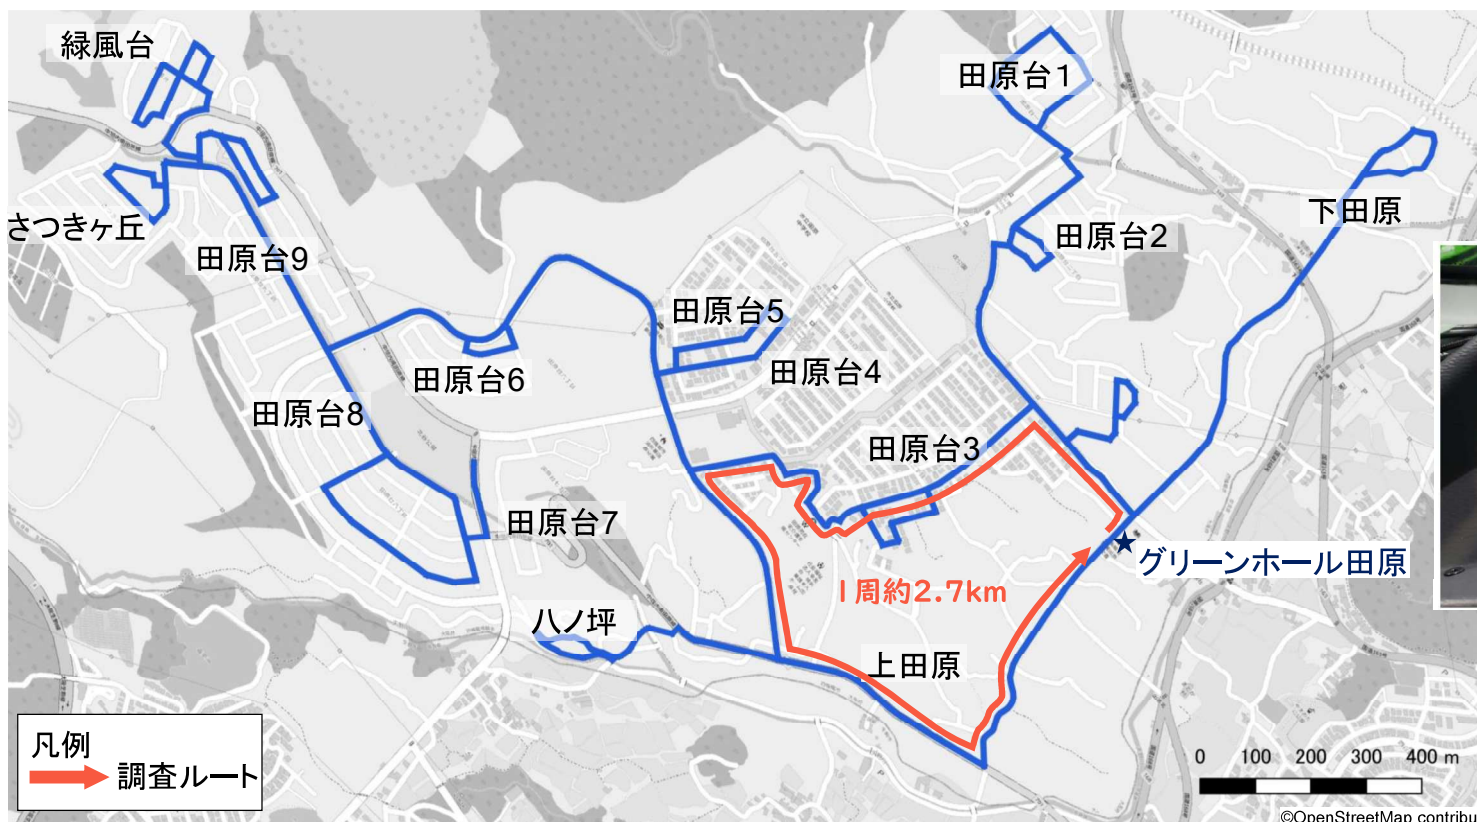 緑風台
田原台1
下田原
さつきヶ丘
田原台2
田原台9
田原台5
田原台6
田原台4
田原台8
田原台3
田原台7
グリーンホール田原
1周約2.7km
八ノ坪
上田原
凡例
調査ルート
0 100 200 300 400 m
©OpenStreetMap contribu